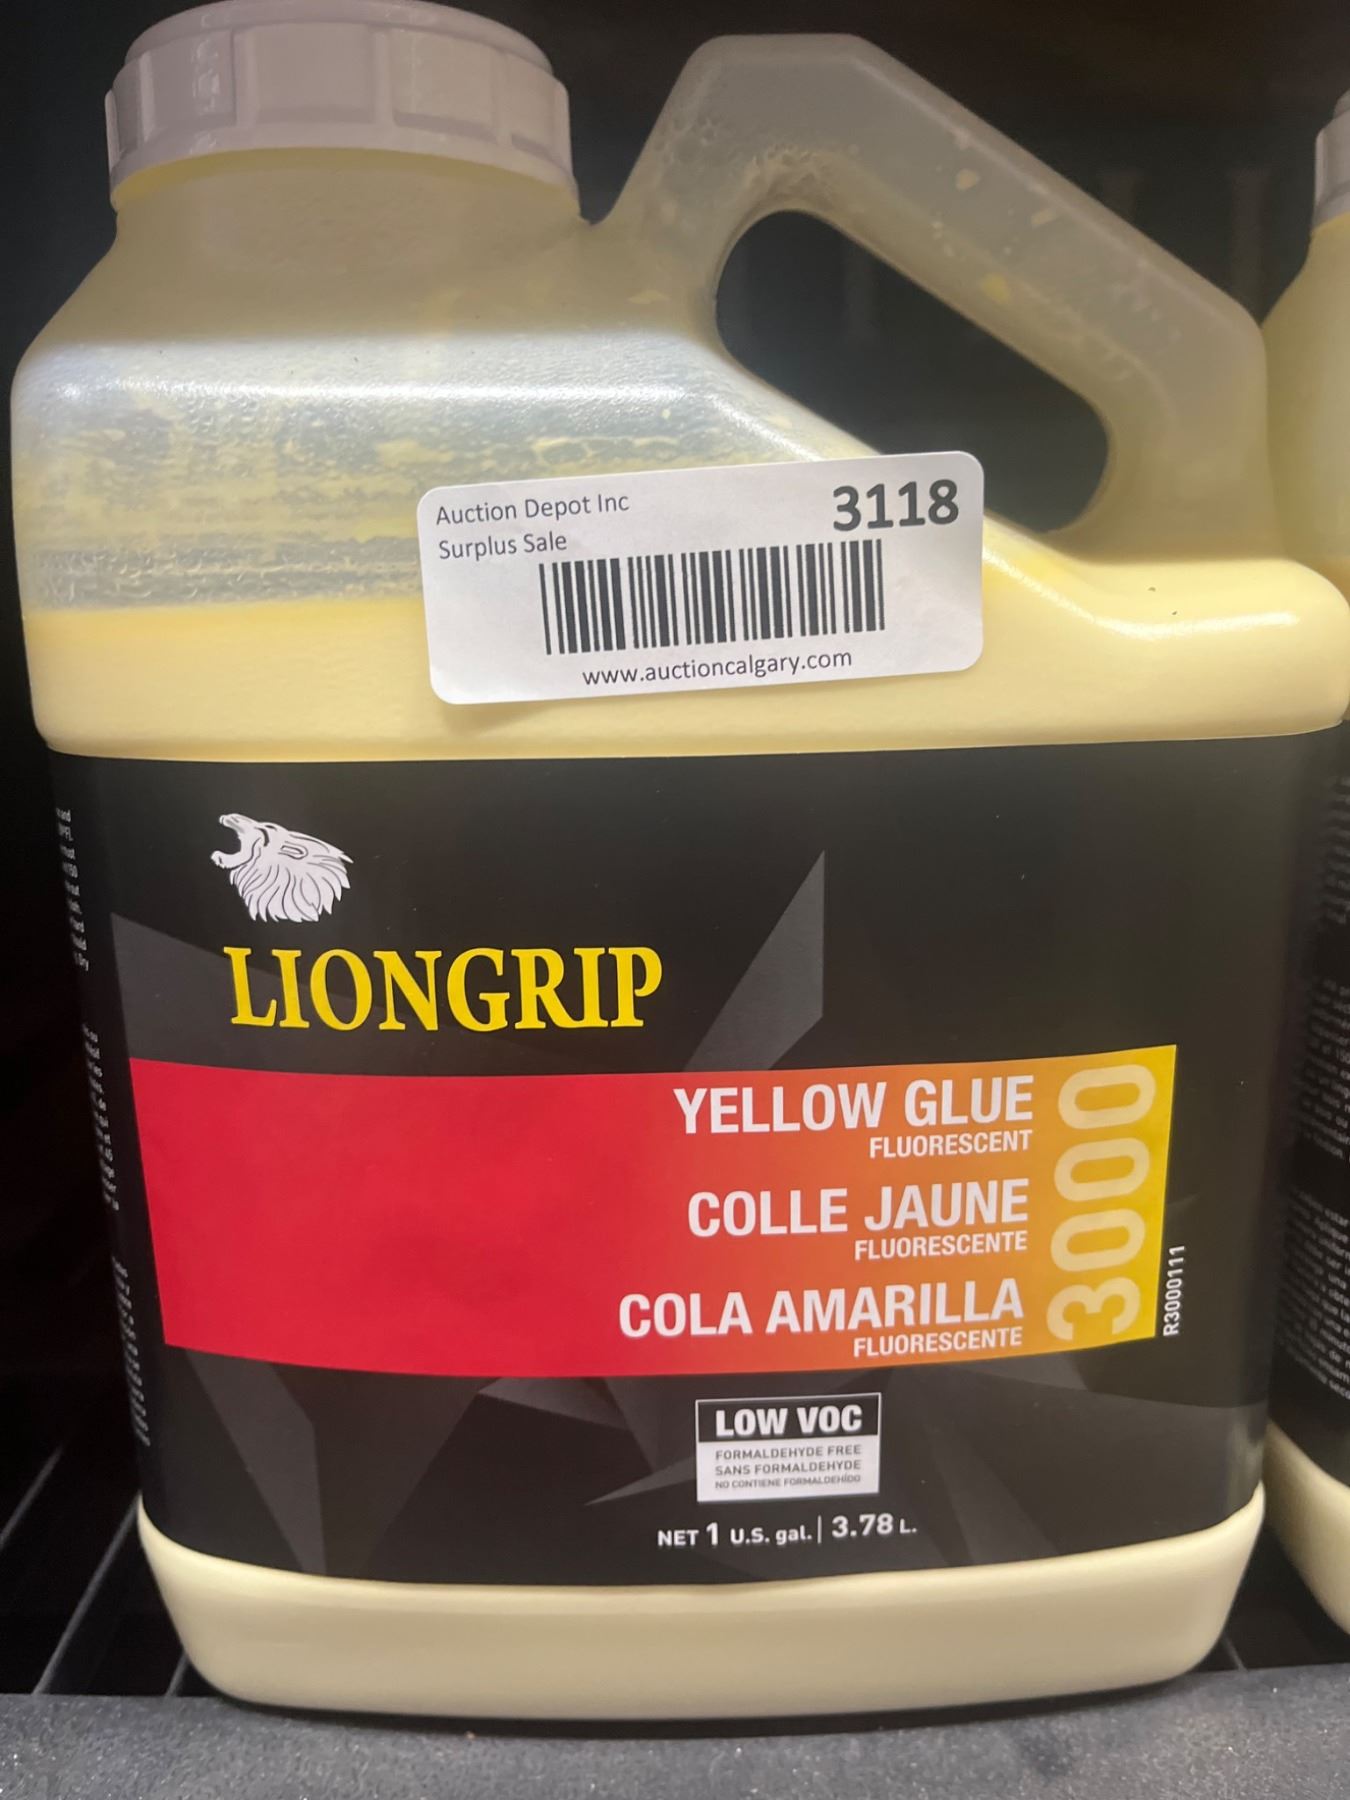 Auction Depot Inc
3118
Surplus Sale
www.auctioncalgary.com
LIONGRIP
YELLOW GLUE
FLUORESCENT
COLLE JAUNE
FLUORESCENTE
COLA AMARILLA
FLUORESCENTE
3000
R3000111
LOW VOC
FORMALDEHYDE FREE
SANS FORMALDEHYDE
NO CONTIENE FORMALDEHÍDO
NET 1 U.S. gal. | 3.78 L.